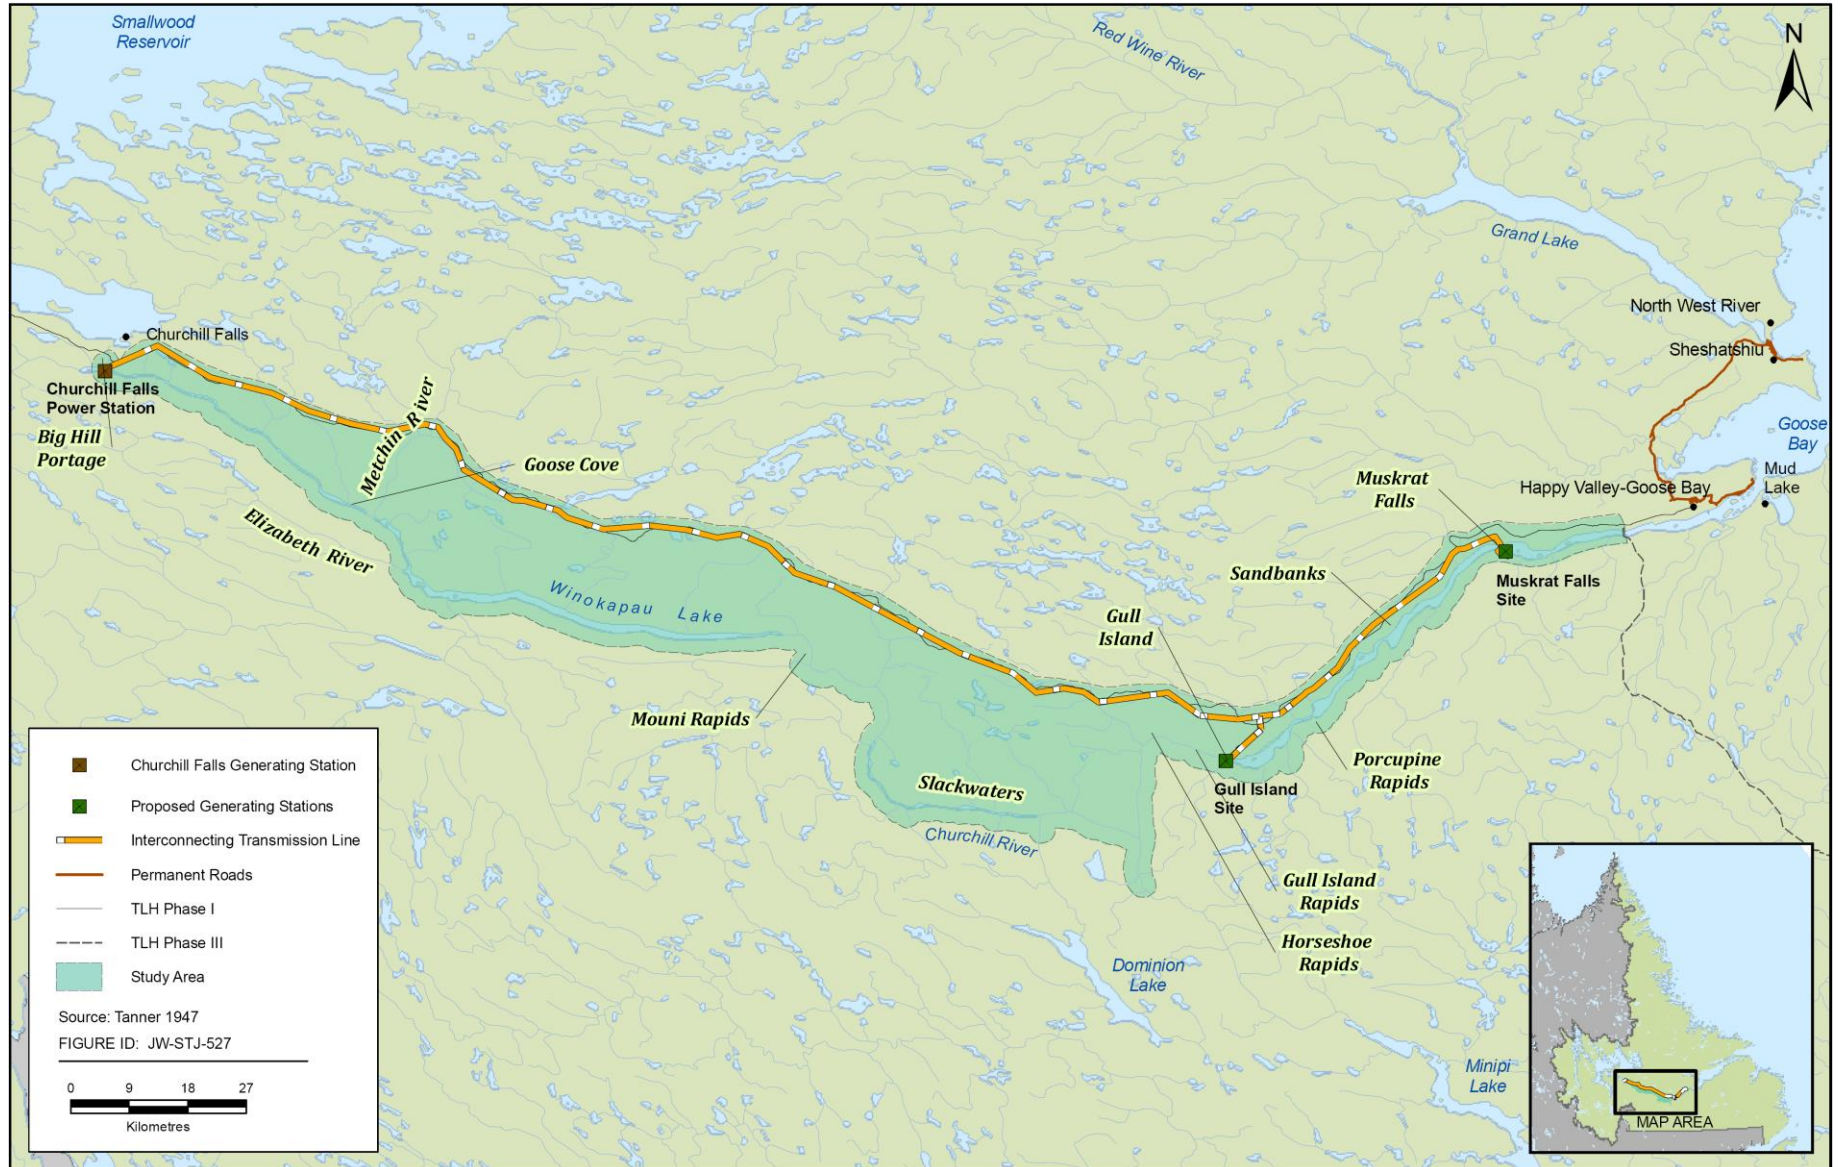 Smallwood
Reservoir
Red Wine River
N
Grand Lake
North West River
Sheshatshiu
Goose
Bay
Mud
Lake
Happy Valley-Goose Bay
Churchill Falls
Churchill Falls
Power Station
Big Hill
Portage
Metchin River
Goose Cove
Elizabeth River
Winokapau Lake
Muskrat
Falls
Sandbanks
Muskrat Falls
Site
Gull
Island
Mouni Rapids
Slackwaters
Churchill River
Gull Island
Site
Porcupine
Rapids
Gull Island
Rapids
Horseshoe
Rapids
Dominion
Lake
Minipi
Lake
Churchill Falls Generating Station
Proposed Generating Stations
Interconnecting Transmission Line
Permanent Roads
TLH Phase I
TLH Phase III
Study Area
Source: Tanner 1947
FIGURE ID: JW-STJ-527
0 9 18 27
Kilometres
MAP AREA